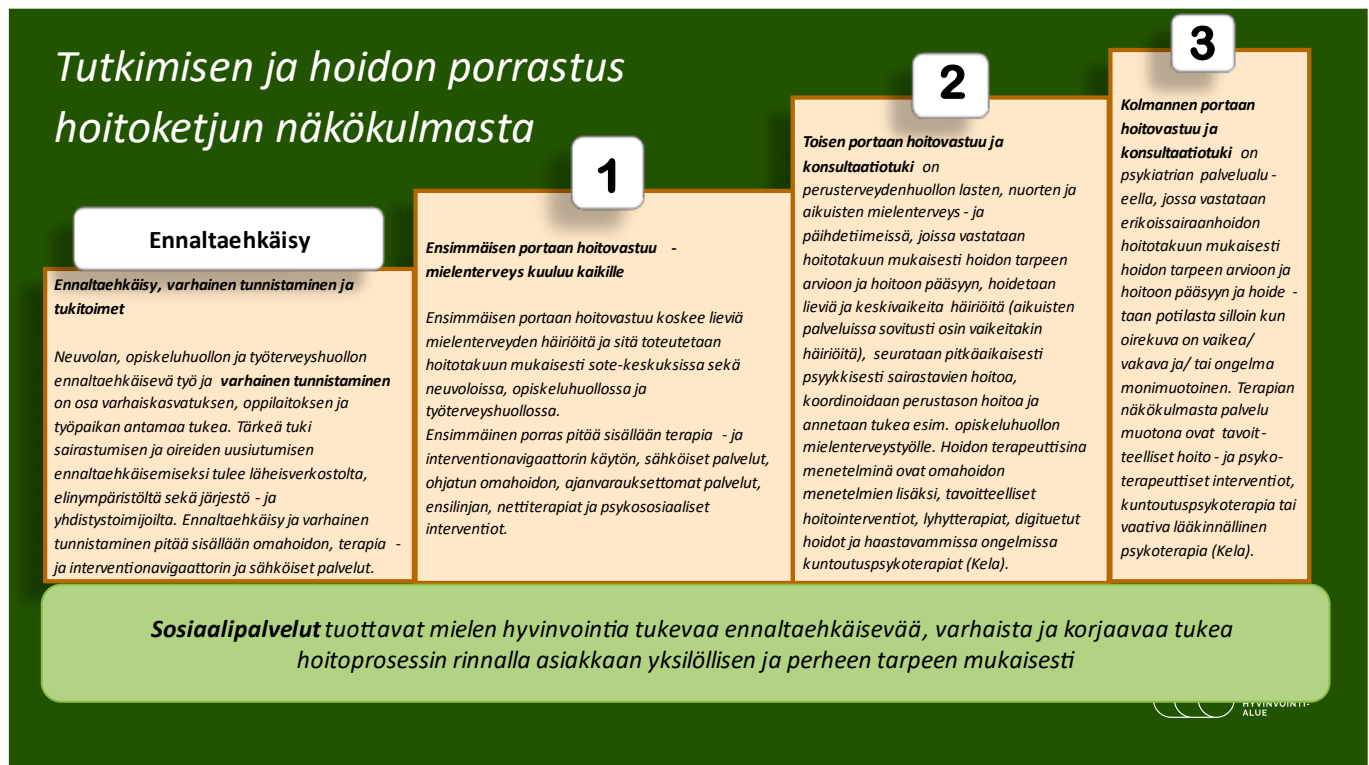 Tutkimisen ja hoidon porrastus
hoitoketjun näkökulmasta
Ennaltaehkäisy
Ennaltaehkäisy, varhainen tunnistaminen ja
tukitoimet
Neuvolan, opiskeluhuollon ja työterveyshuollon
ennaltaehkäisevä työ ja varhainen tunnistaminen
on osa varhaiskasvatuksen, oppilaitoksen ja
työpaikan antamaa tukea. Tärkeä tuki
sairastumisen ja oireiden uusiutumisen
ennaltaehkäisemiseksi tulee läheisverkostolta,
elinympäristöltä sekä järjestö - ja
yhdistystoimijoilta. Ennaltaehkäisy ja varhainen
tunnistaminen pitää sisällään omahoidon, terapia -
ja interventionavigaattorin ja sähköiset palvelut.
1
Ensimmäisen portaan hoitovastuu -
mielenterveys kuuluu kaikille
Ensimmäisen portaan hoitovastuu koskee lieviä
mielenterveyden häiriöitä ja sitä toteutetaan
hoitotakuun mukaisesti sote-keskuksissa sekä
neuvoloissa, opiskeluhuollossa ja
työterveyshuollossa.
Ensimmäinen porras pitää sisällään terapia - ja
interventionavigaattorin käytön, sähköiset palvelut,
ohjatun omahoidon, ajanvarauksettomat palvelut,
ensilinjan, nettiterapiat ja psykososiaaliset
interventiot.
2
Toisen portaan hoitovastuu ja
konsultaatiotuki on
perusterveydenhuollon lasten, nuorten ja
aikuisten mielenterveys - ja
päihdetiimeissä, joissa vastataan
hoitotakuun mukaisesti hoidon tarpeen
arvioon ja hoitoon pääsyyn, hoidetaan
lieviä ja keskivaikeita häiriöitä (aikuisten
palveluissa sovitusti osin vaikeitakin
häiriöitä), seurataan pitkäaikaisesti
psyykkisesti sairastavien hoitoa,
koordinoidaan perustason hoitoa ja
annetaan tukea esim. opiskeluhuollon
mielenterveystyölle. Hoidon terapeuttisina
menetelminä ovat omahoidon
menetelmien lisäksi, tavoitteelliset
hoitointerventiot, lyhytterapiat, digituetut
hoidot ja haastavammissa ongelmissa
kuntoutuspsykoterapiat (Kela).
3
Kolmannen portaan
hoitovastuu ja
konsultaatiotuki on
psykiatrian palvelualu -
eella, jossa vastataan
erikoissairaanhoidon
hoitotakuun mukaisesti
hoidon tarpeen arvioon ja
hoitoon pääsyyn ja hoide -
taan potilasta silloin kun
oirekuva on vaikea/
vakava ja/ tai ongelma
monimuotoinen. Terapian
näkökulmasta palvelu
muotona ovat tavoit-
teelliset hoito - ja psyko-
terapeuttiset interventiot,
kuntoutuspsykoterapia tai
vaativa lääkinnällinen
psykoterapia (Kela).
Sosiaalipalvelut tuottavat mielen hyvinvointia tukevaa ennaltaehkäisevää, varhaista ja korjaavaa tukea
hoitoprosessin rinnalla asiakkaan yksilöllisen ja perheen tarpeen mukaisesti
HYVINVOINTI-
ALUE